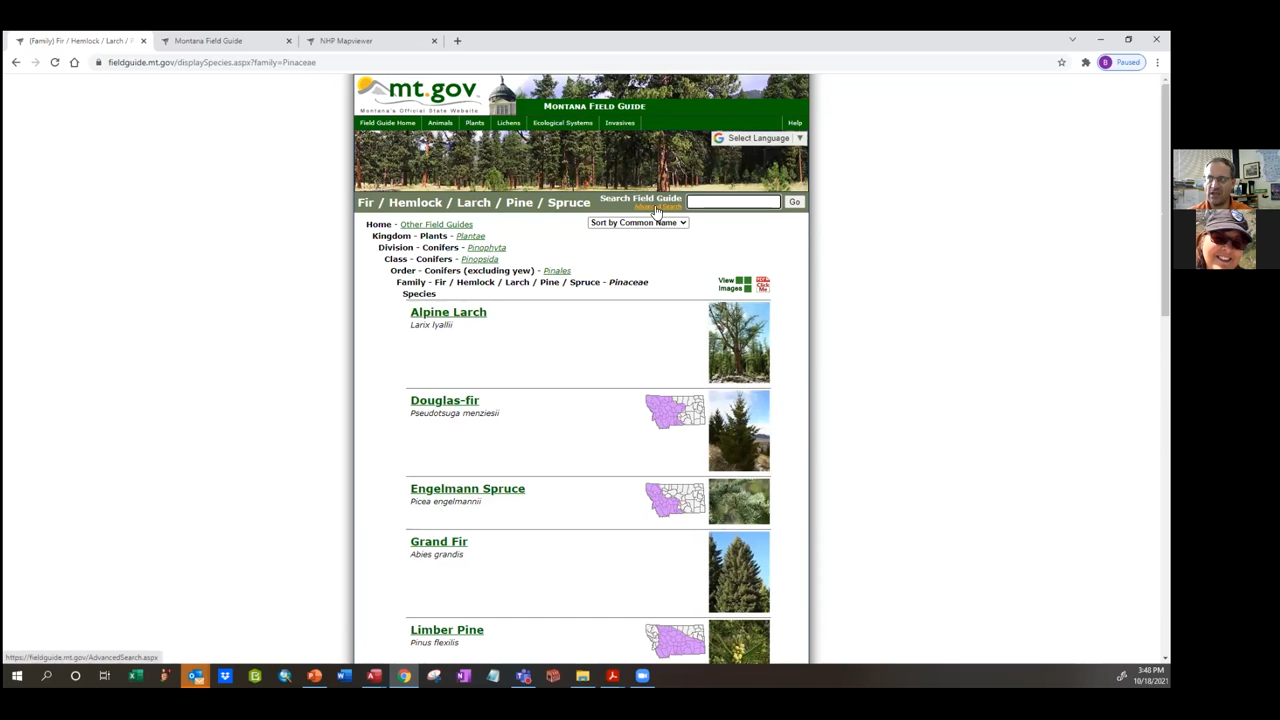 (Family) Fir / Hemlock / Larch / P
Montana Field Guide
NHP Mapviewer
fieldguide.mt.gov/displaySpecies.aspx?family=Pinaceae
B Paused
mt.gov
Montana's Official State Website
MONTANA FIELD GUIDE
Field Guide Home Animals Plants Lichens Ecological Systems Invasives Help
G Select Language ▼
Fir / Hemlock / Larch / Pine / Spruce
Search Field Guide
Advanced Search
Go
Home - Other Field Guides
Sort by Common Name
Kingdom - Plants - Plantae
Division - Conifers - Pinophyta
Class - Conifers - Pinopsida
Order - Conifers (excluding yew) - Pinales
Family - Fir / Hemlock / Larch / Pine / Spruce - Pinaceae
View Images
PDF Click Me
Species
Alpine Larch
Larix lyallii
Douglas-fir
Pseudotsuga menziesii
Engelmann Spruce
Picea engelmannii
Grand Fir
Abies grandis
Limber Pine
Pinus flexilis
https://fieldguide.mt.gov/AdvancedSearch.aspx
3:48 PM
10/18/2021